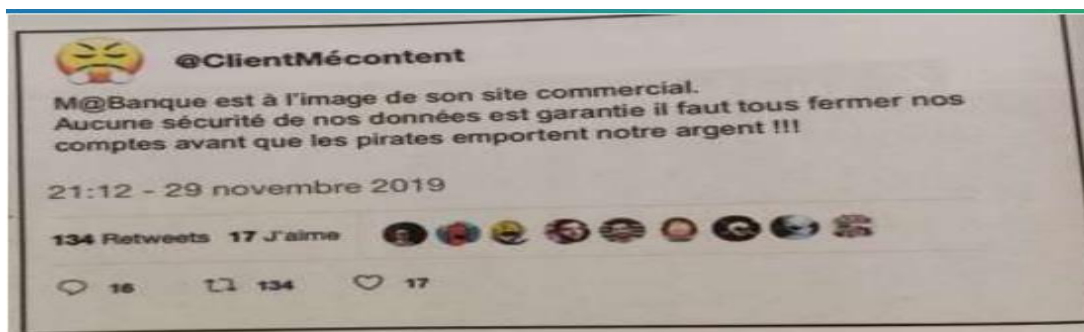 @ClientMécontent
M@Banque est à l'image de son site commercial.
Aucune sécurité de nos données est garantie il faut tous fermer nos
comptes avant que les pirates emportent notre argent !!!
21:12 - 29 novembre 2019
134 Retweets 17 J'aime
16 134 17